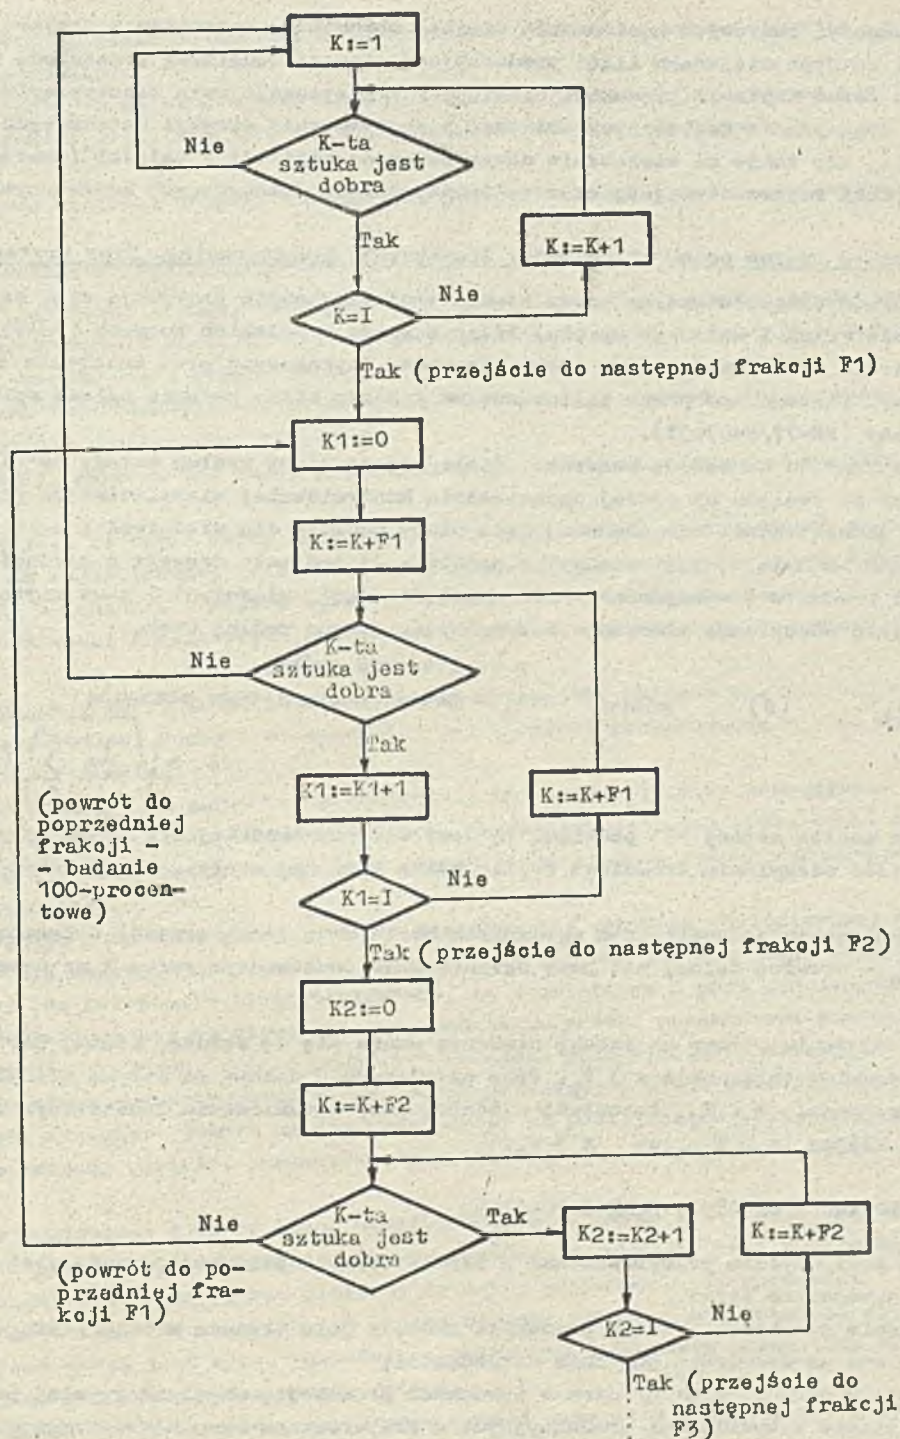 K:=1
Nie
K-ta
sztuka jest
dobra
Tak
K:=K+1
Nie
K=I
Tak (przejście do następnej frakcji F1)
K1:=0
K:=K+F1
Nie
K-ta
sztuka jest
dobra
Tak
K1:=K1+1
K:=K+F1
(powrót do
poprzedniej
frakcji -
- badanie
100-procen-
towe)
Nie
K1=I
Tak (przejście do następnej frakcji F2)
K2:=0
K:=K+F2
Nie
K-ta
sztuka jest
dobra
Tak
K2:=K2+1
K:=K+F2
(powrót do po-
przedniej fra-
kcji F1)
Nie
K2=I
Tak (przejście do
następnej frakcji
F3)